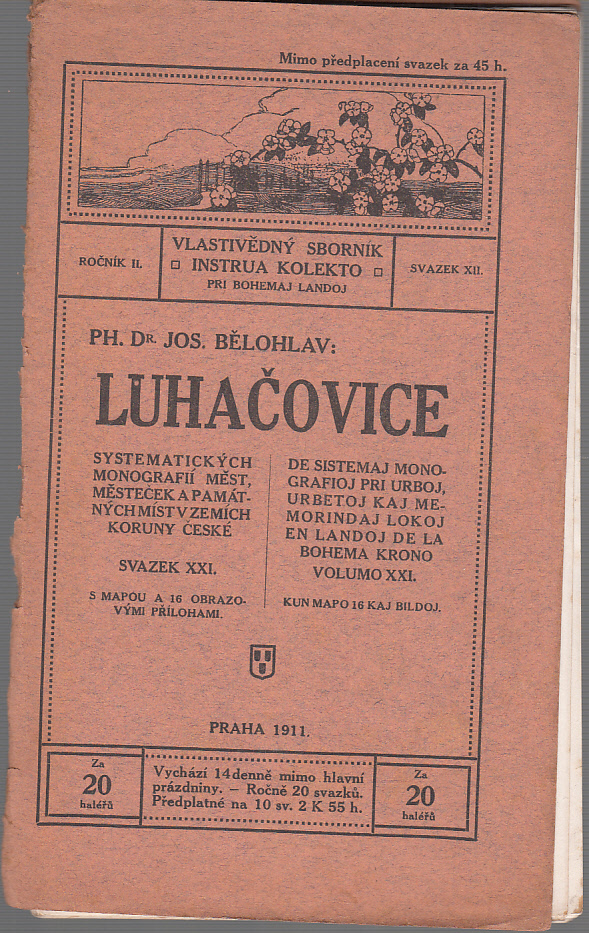 Mimo předplacení svazek za 45 h.
ROČNÍK II.
VLASTIVĚDNÝ SBORNÍK
INSTRUA KOLEKTO
PRI BOHEMAJ LANDOJ
SVAZEK XII.
PH. DR. JOS. BĚLOHLAV:
LUHAČOVICE
SYSTEMATICKÝCH
MONOGRAFIÍ MĚST,
MĚSTEČEK A PAMÁT-
NÝCH MÍST V ZEMÍCH
KORUNY ČESKÉ
SVAZEK XXI.
S MAPOU A 16 OBRAZO-
VÝMI PŘÍLOHAMI.
DE SISTEMAJ MONO-
GRAFIOJ PRI URBOJ,
URBETOJ KAJ ME-
MORINDAJ LOKOJ
EN LANDOJ DE LA
BOHEMA KRONO
VOLUMO XXI.
KUN MAPO 16 KAJ BILDOJ.
PRAHA 1911.
Za
20
haléřů
Vychází 14denně mimo hlavní
prázdniny. – Ročně 20 svazků.
Předplatné na 10 sv. 2 K 55 h.
Za
20
haléřů